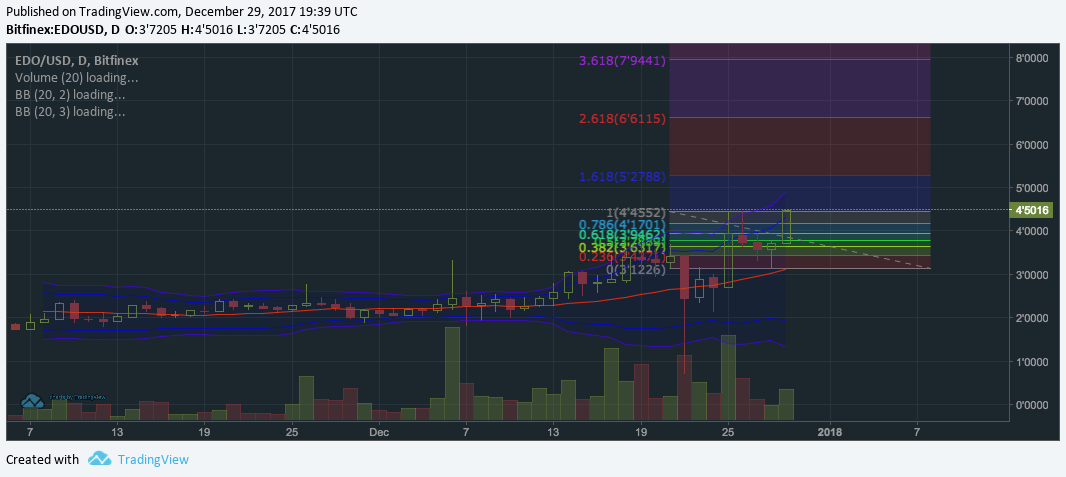 Published on TradingView.com, December 29, 2017 19:39 UTC
Bitfinex:EDOUSD, D O:3'7205 H:4'5016 L:3'7205 C:4'5016
EDO/USD, D, Bitfinex
Volume (20) loading...
BB (20, 2) loading...
BB (20, 3) loading...
3.618(7'9441)
2.618(6'6115)
1.618(5'2788)
1(4'4552)
0.786(4'1701)
0.618(3'9462)
0.382(3'6317)
0(3'1226)
8'0000
7'0000
6'0000
5'0000
4'5016
4'0000
3'0000
2'0000
1'0000
0'0000
charts by TradingView
7 13 19 25 Dec 7 13 19 25 2018 7
Created with TradingView